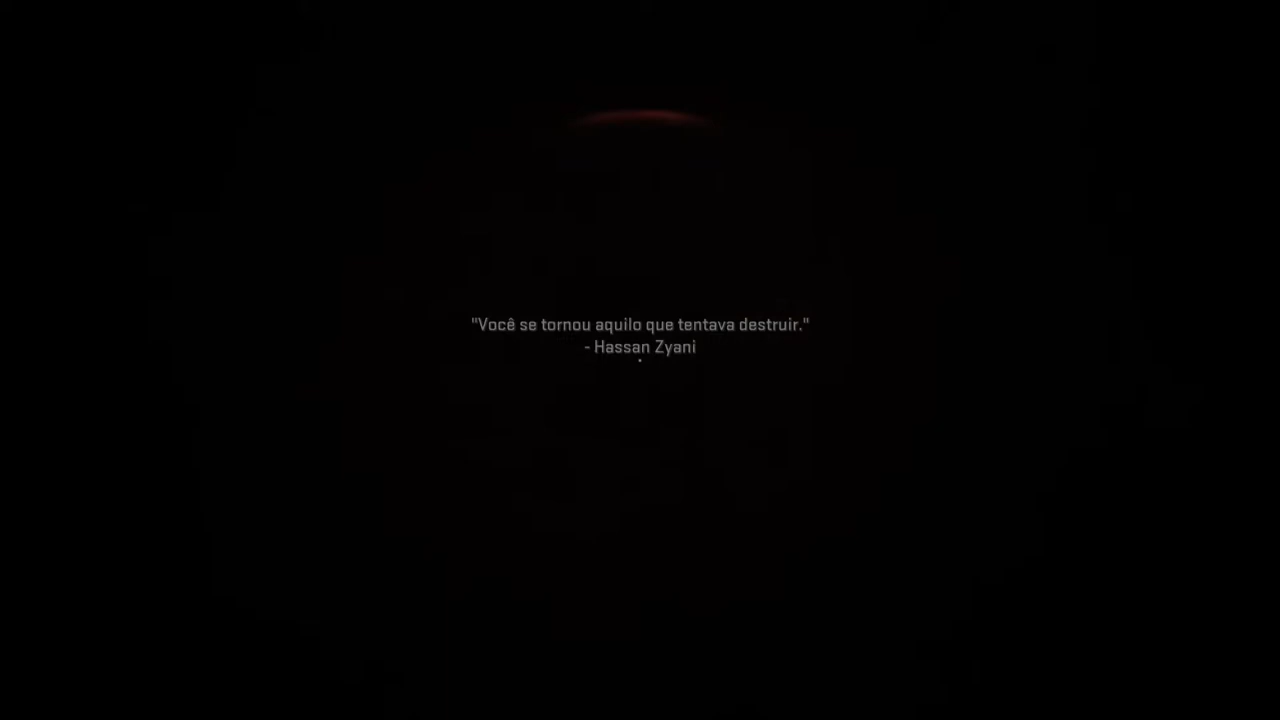 "Você se tornou aquilo que tentava destruir."
- Hassan Zyani